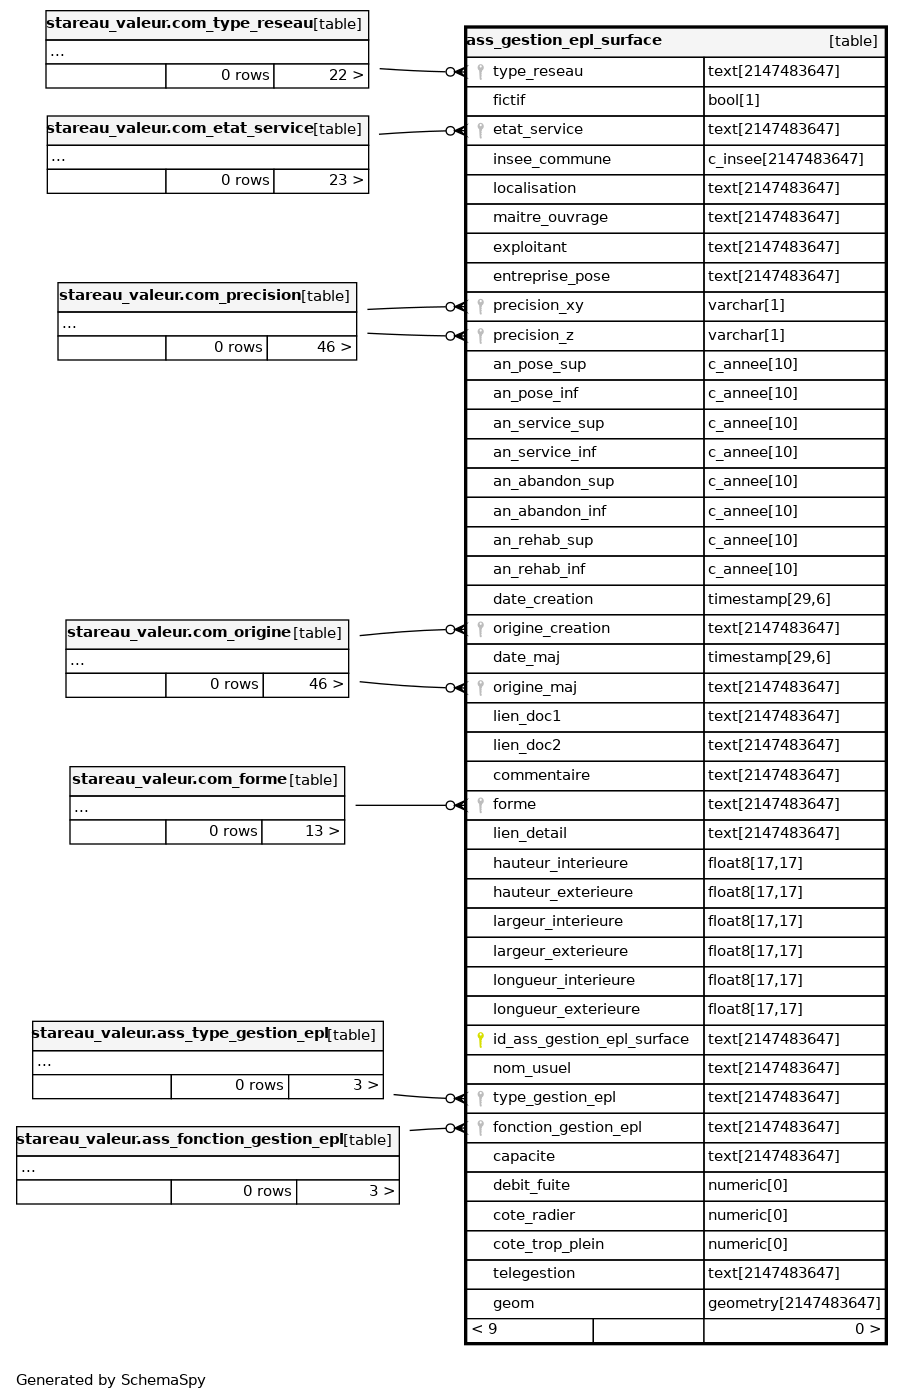 stareau_valeur.com_type_reseau [table]
...
0 rows 22 >
stareau_valeur.com_etat_service [table]
...
0 rows 23 >
stareau_valeur.com_precision [table]
...
0 rows 46 >
stareau_valeur.com_origine [table]
...
0 rows 46 >
stareau_valeur.com_forme [table]
...
0 rows 13 >
stareau_valeur.ass_type_gestion_epl [table]
...
0 rows 3 >
stareau_valeur.ass_fonction_gestion_epl [table]
...
0 rows 3 >
ass_gestion_epl_surface [table]
type_reseau text[2147483647]
fictif bool[1]
etat_service text[2147483647]
insee_commune c_insee[2147483647]
localisation text[2147483647]
maitre_ouvrage text[2147483647]
exploitant text[2147483647]
entreprise_pose text[2147483647]
precision_xy varchar[1]
precision_z varchar[1]
an_pose_sup c_annee[10]
an_pose_inf c_annee[10]
an_service_sup c_annee[10]
an_service_inf c_annee[10]
an_abandon_sup c_annee[10]
an_abandon_inf c_annee[10]
an_rehab_sup c_annee[10]
an_rehab_inf c_annee[10]
date_creation timestamp[29,6]
origine_creation text[2147483647]
date_maj timestamp[29,6]
origine_maj text[2147483647]
lien_doc1 text[2147483647]
lien_doc2 text[2147483647]
commentaire text[2147483647]
forme text[2147483647]
lien_detail text[2147483647]
hauteur_interieure float8[17,17]
hauteur_exterieure float8[17,17]
largeur_interieure float8[17,17]
largeur_exterieure float8[17,17]
longueur_interieure float8[17,17]
longueur_exterieure float8[17,17]
id_ass_gestion_epl_surface text[2147483647]
nom_usuel text[2147483647]
type_gestion_epl text[2147483647]
fonction_gestion_epl text[2147483647]
capacite text[2147483647]
debit_fuite numeric[0]
cote_radier numeric[0]
cote_trop_plein numeric[0]
telegestion text[2147483647]
geom geometry[2147483647]
< 9 0 >
Generated by SchemaSpy